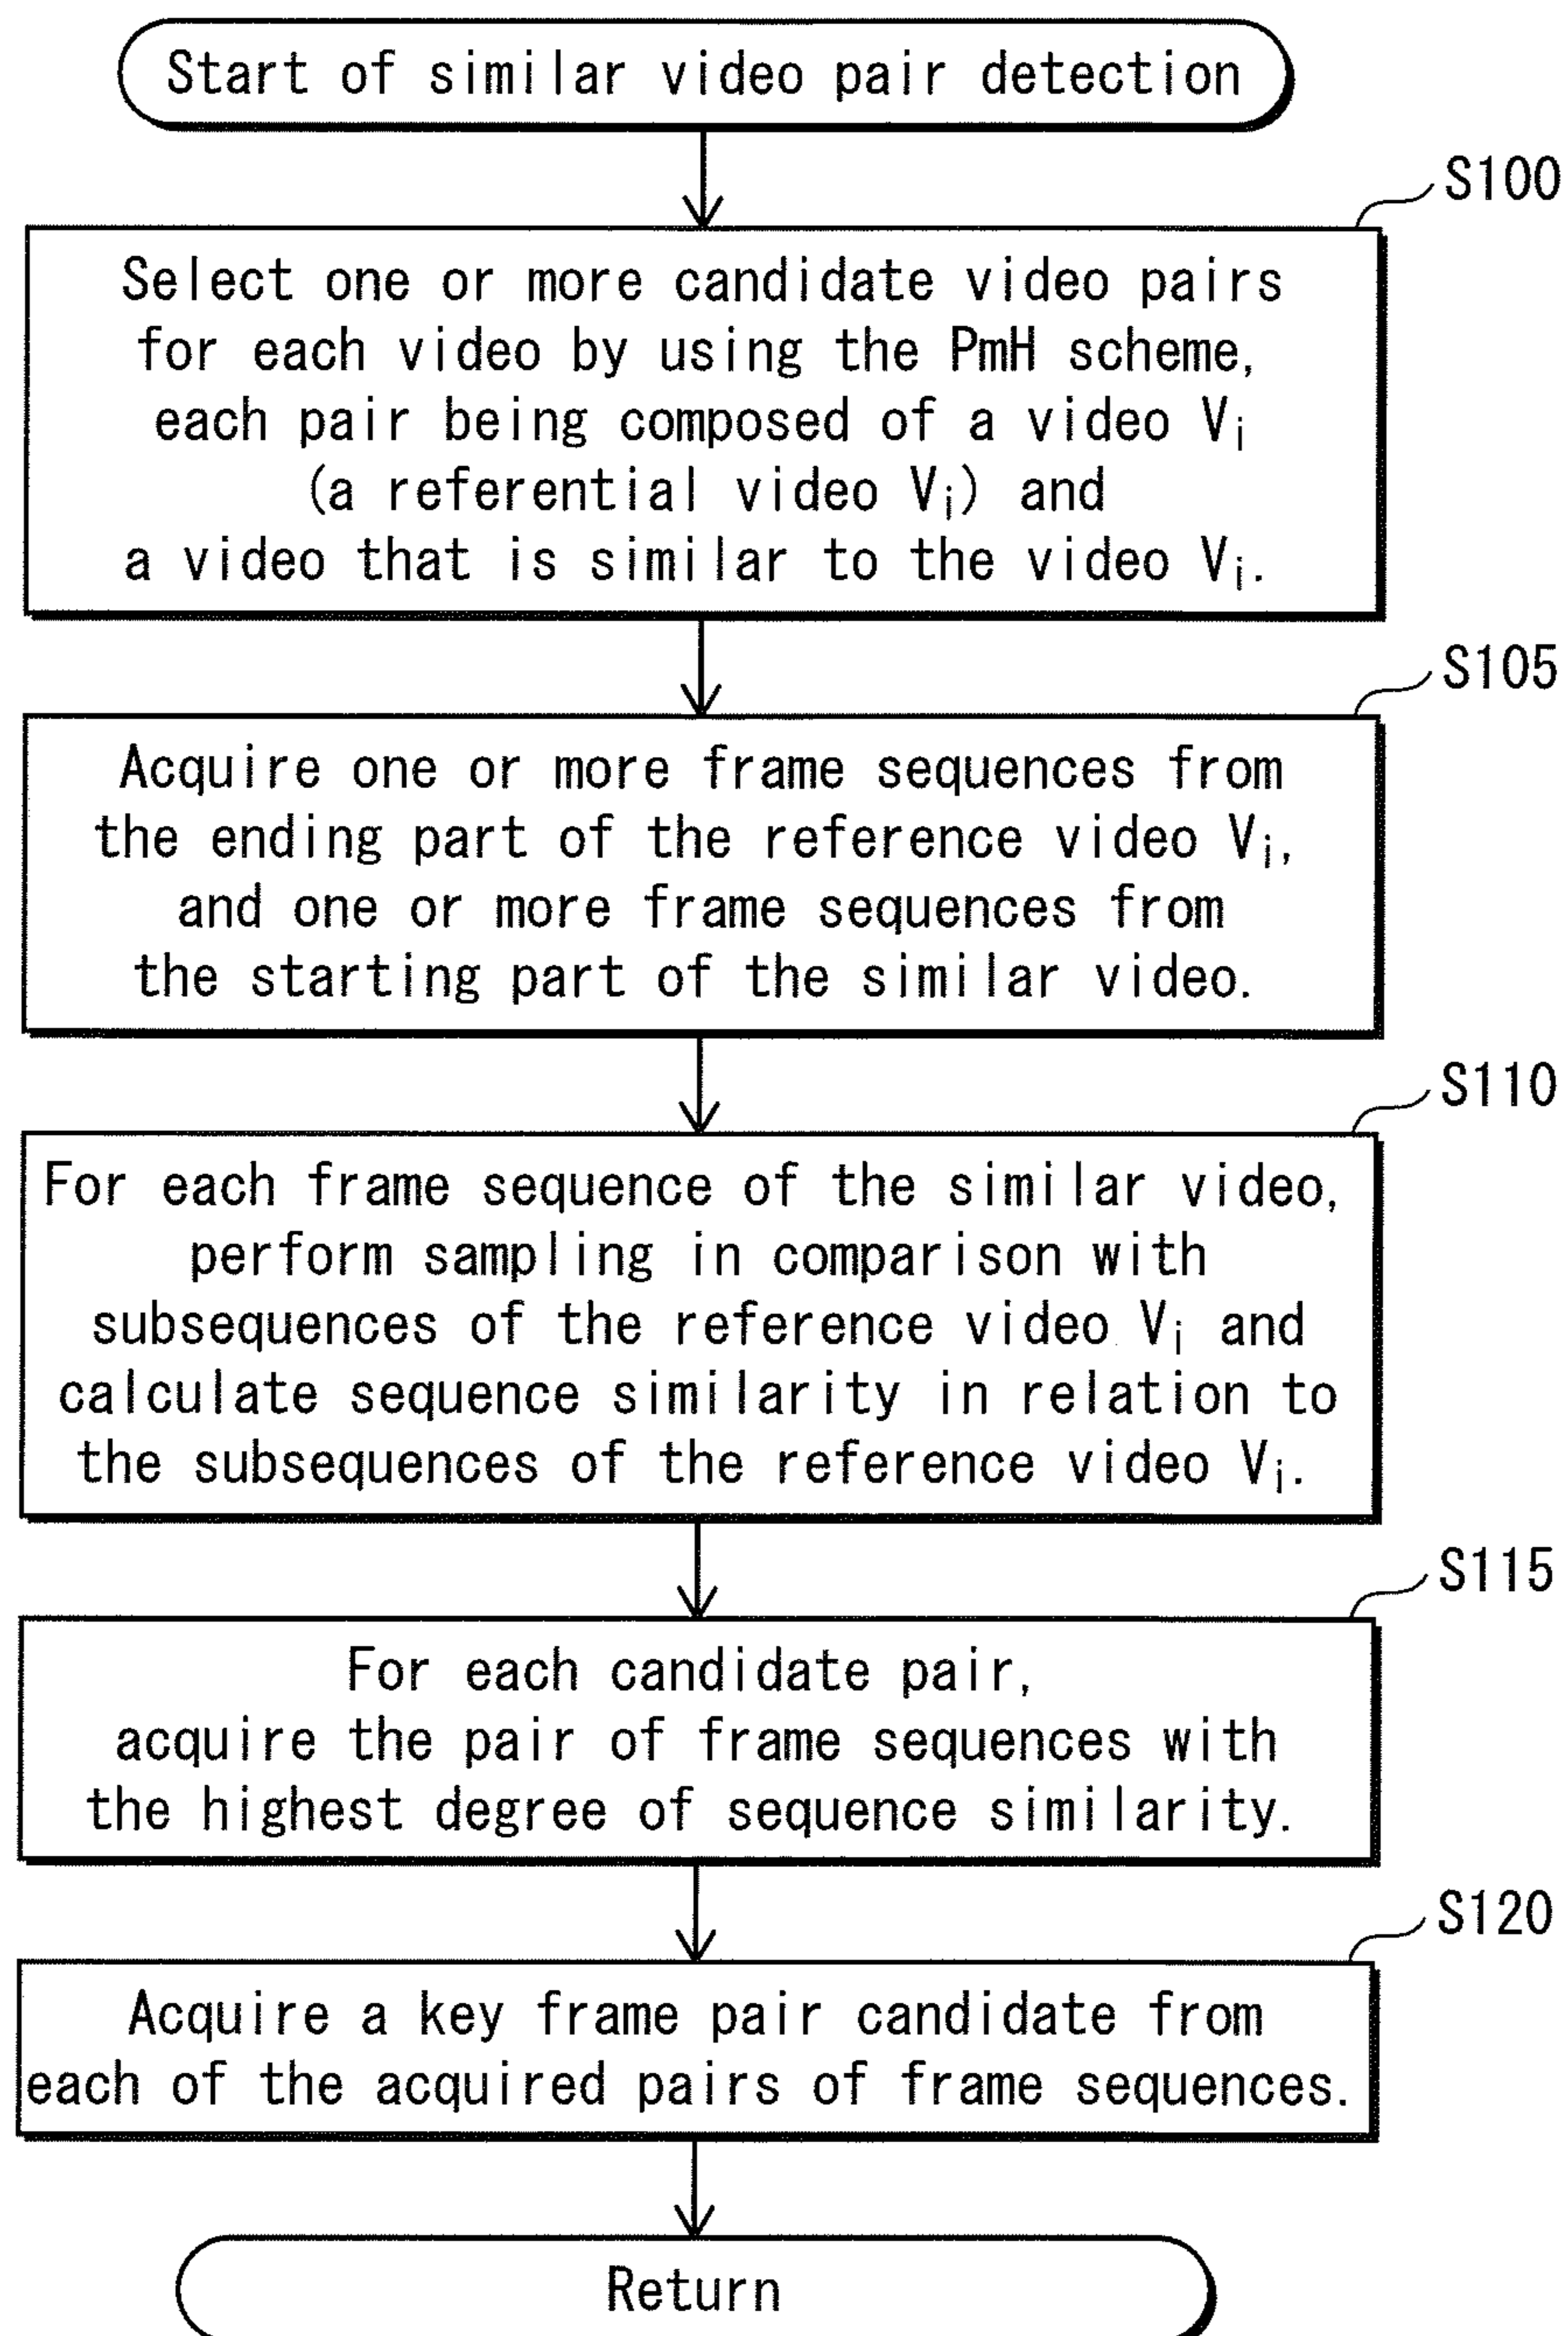 Start of similar video pair detection
S100
Select one or more candidate video pairs
for each video by using the PmH scheme,
each pair being composed of a video Vi
(a referential video Vi) and
a video that is similar to the video Vi.
S105
Acquire one or more frame sequences from
the ending part of the reference video Vi,
and one or more frame sequences from
the starting part of the similar video.
S110
For each frame sequence of the similar video,
perform sampling in comparison with
subsequences of the reference video Vi and
calculate sequence similarity in relation to
the subsequences of the reference video Vi.
S115
For each candidate pair,
acquire the pair of frame sequences with
the highest degree of sequence similarity.
S120
Acquire a key frame pair candidate from
each of the acquired pairs of frame sequences.
Return